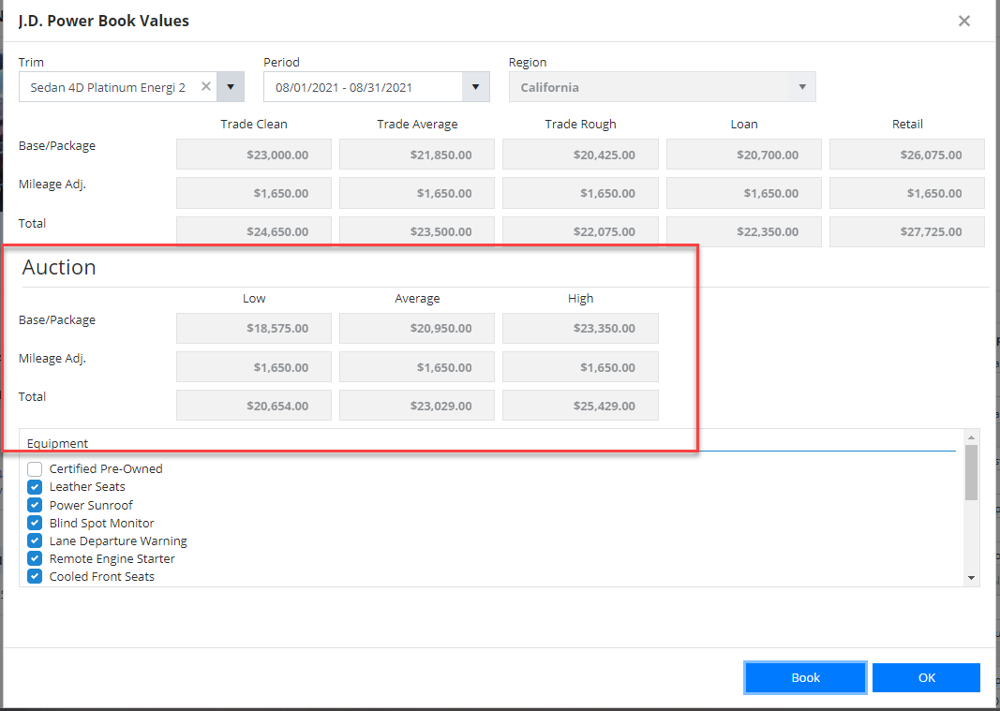 J.D. Power Book Values
Trim Period Region
Sedan 4D Platinum Energi 2 08/01/2021 - 08/31/2021 California
Trade Clean Trade Average Trade Rough Loan Retail
Base/Package $23,000.00 $21,850.00 $20,425.00 $20,700.00 $26,075.00
Mileage Adj. $1,650.00 $1,650.00 $1,650.00 $1,650.00 $1,650.00
Total $24,650.00 $23,500.00 $22,075.00 $22,350.00 $27,725.00
Auction
Low Average High
Base/Package $18,575.00 $20,950.00 $23,350.00
Mileage Adj. $1,650.00 $1,650.00 $1,650.00
Total $20,654.00 $23,029.00 $25,429.00
Equipment
Certified Pre-Owned
Leather Seats
Power Sunroof
Blind Spot Monitor
Lane Departure Warning
Remote Engine Starter
Cooled Front Seats
Book OK